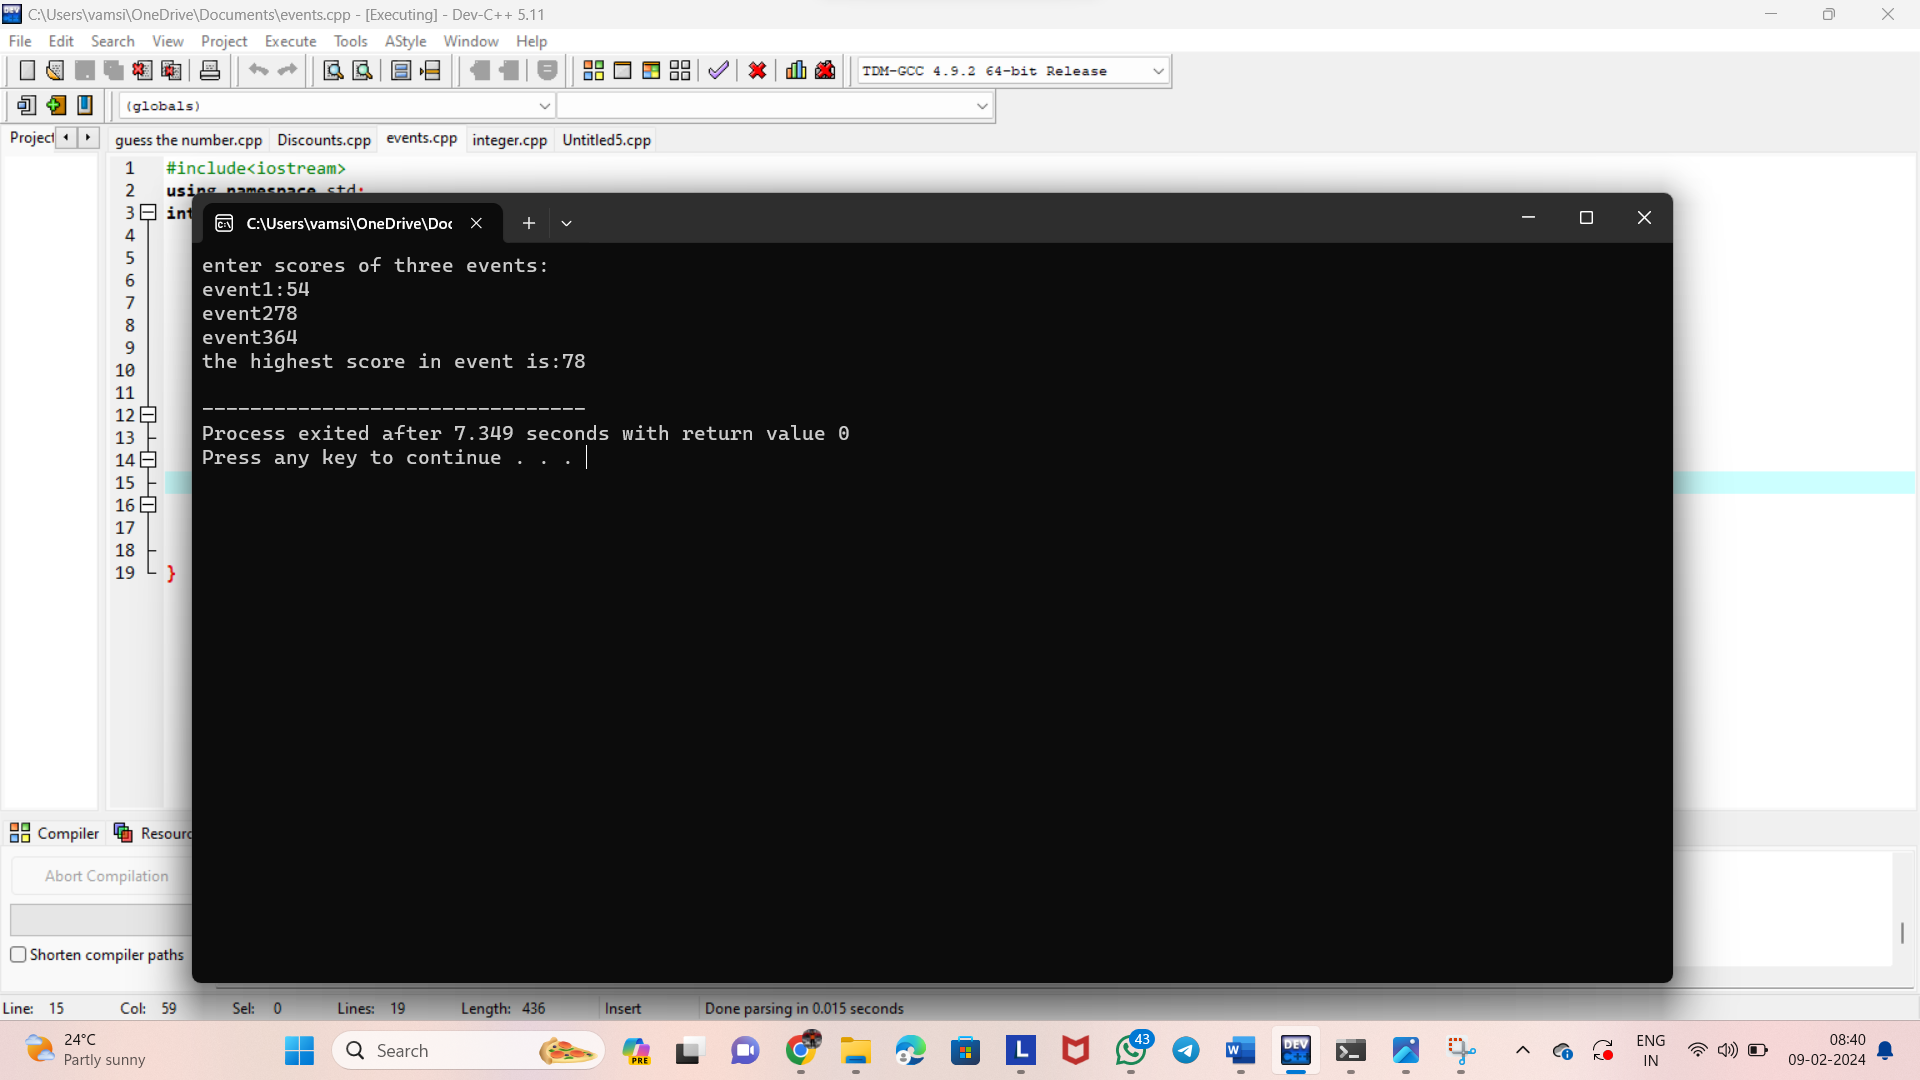 C:\Users\vamsi\OneDrive\Documents\events.cpp - [Executing] - Dev-C++ 5.11
File Edit Search View Project Execute Tools AStyle Window Help
TDM-GCC 4.9.2 64-bit Release
(globals)
Project guess the number.cpp Discounts.cpp events.cpp integer.cpp Untitled5.cpp
1 #include<iostream>
2 using namespace std;
3 int
4
5
6
7
8
9
10
11
12
13
14
15
16
17
18
19 }
C:\Users\vamsi\OneDrive\Doc
enter scores of three events:
event1:54
event278
event364
the highest score in event is:78
--------------------------------
Process exited after 7.349 seconds with return value 0
Press any key to continue . . .
Compiler Resourc
Abort Compilation
Shorten compiler paths
Line: 15 Col: 59 Sel: 0 Lines: 19 Length: 436 Insert Done parsing in 0.015 seconds
24°C
Partly sunny
Search
PRE
L
43
W
DEV
C++
ENG
IN
08:40
09-02-2024